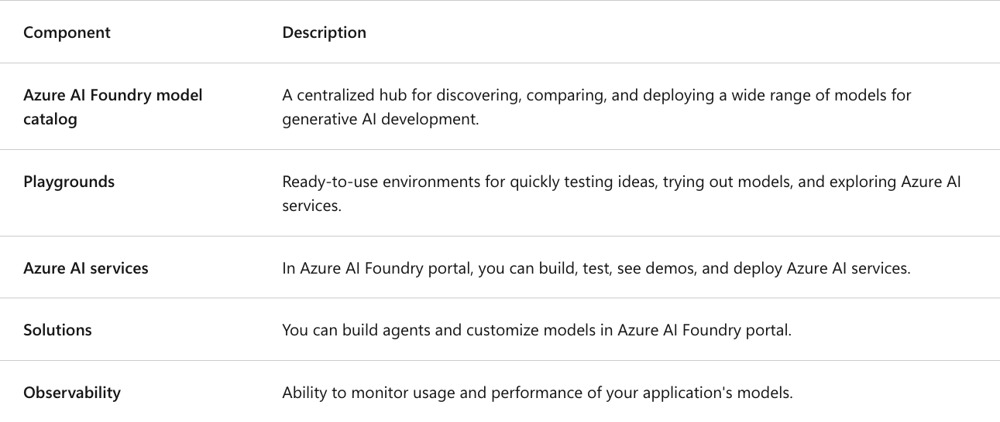 Component Description
Azure AI Foundry model catalog A centralized hub for discovering, comparing, and deploying a wide range of models for
generative AI development.
Playgrounds Ready-to-use environments for quickly testing ideas, trying out models, and exploring Azure AI
services.
Azure AI services In Azure AI Foundry portal, you can build, test, see demos, and deploy Azure AI services.
Solutions You can build agents and customize models in Azure AI Foundry portal.
Observability Ability to monitor usage and performance of your application's models.